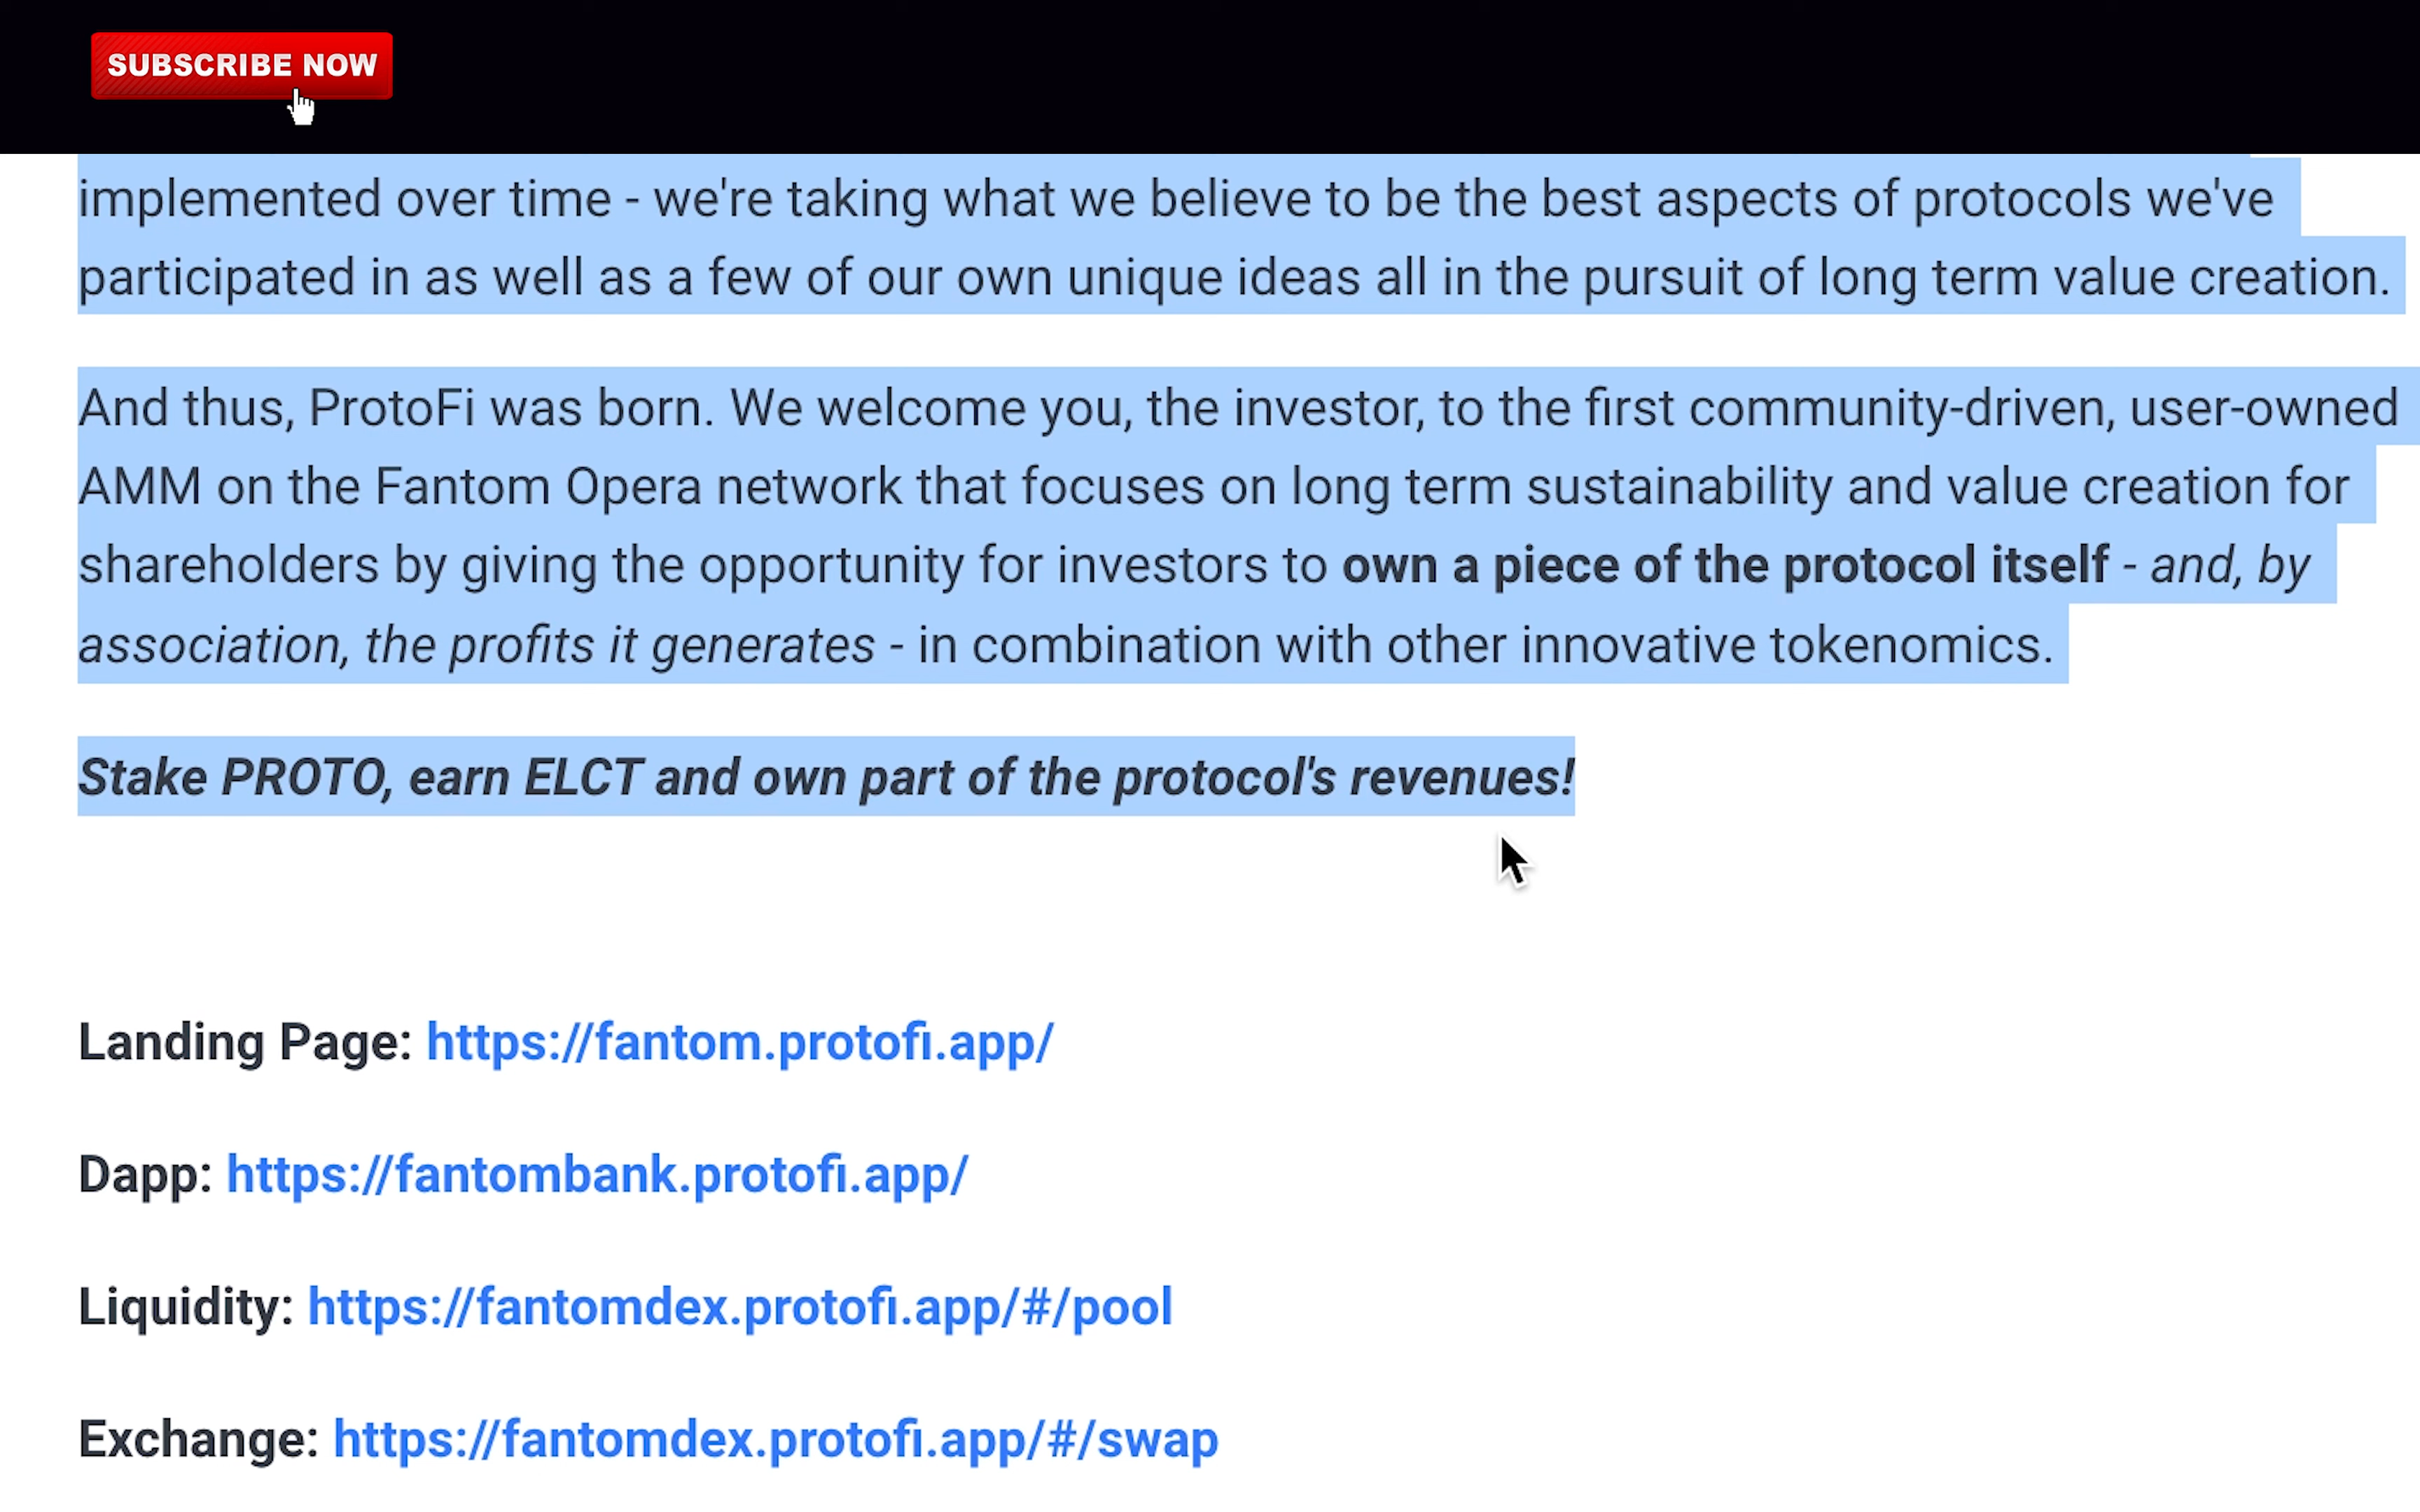 SUBSCRIBE NOW
implemented over time - we're taking what we believe to be the best aspects of protocols we've
participated in as well as a few of our own unique ideas all in the pursuit of long term value creation.
And thus, ProtoFi was born. We welcome you, the investor, to the first community-driven, user-owned
AMM on the Fantom Opera network that focuses on long term sustainability and value creation for
shareholders by giving the opportunity for investors to own a piece of the protocol itself - and, by
association, the profits it generates - in combination with other innovative tokenomics.
Stake PROTO, earn ELCT and own part of the protocol's revenues!
Landing Page: https://fantom.protofi.app/
Dapp: https://fantombank.protofi.app/
Liquidity: https://fantomdex.protofi.app/#/pool
Exchange: https://fantomdex.protofi.app/#/swap